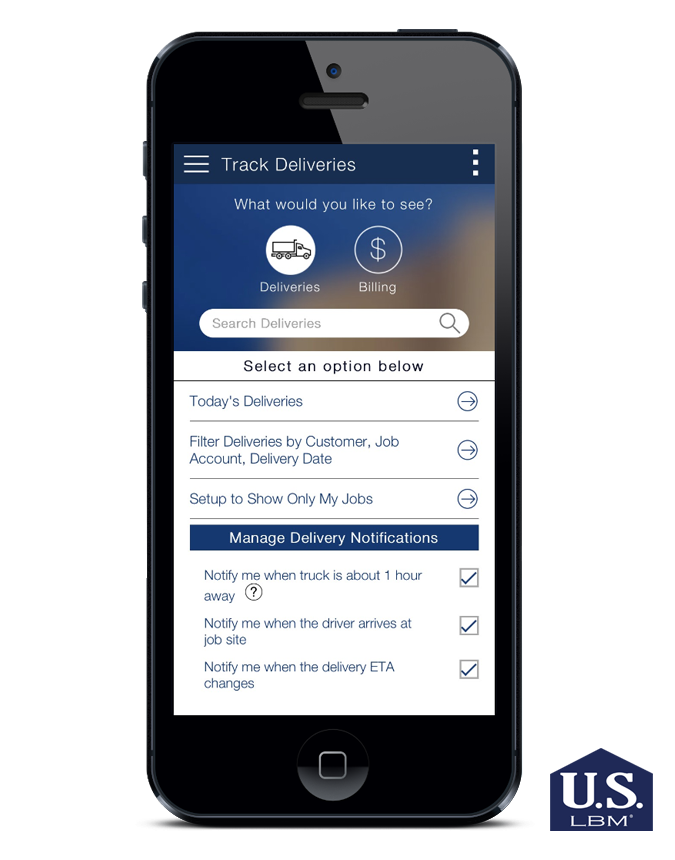 Track Deliveries
What would you like to see?
$
Deliveries
Billing
Search Deliveries
Select an option below
Today's Deliveries
Filter Deliveries by Customer, Job
Account, Delivery Date
Setup to Show Only My Jobs
Manage Delivery Notifications
Notify me when truck is about 1 hour
away ?
Notify me when the driver arrives at
job site
Notify me when the delivery ETA
changes
U.S.
LBM®